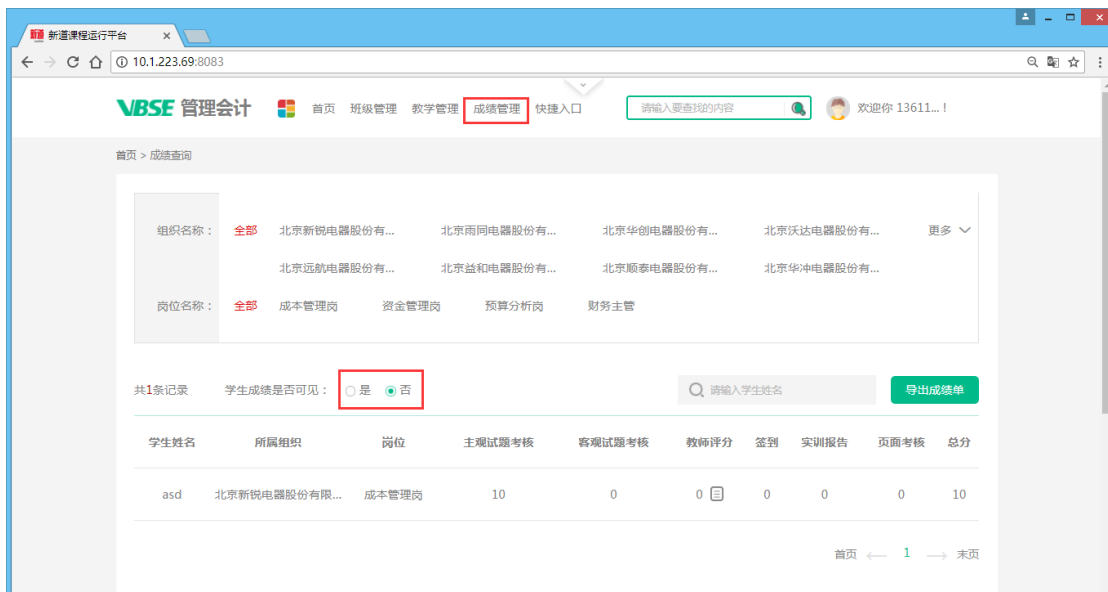 新道课程运行平台
10.1.223.69:8083
VBSE 管理会计 首页 班级管理 教学管理 成绩管理 快捷入口 请输入要查找的内容 欢迎你 13611... !
首页 > 成绩查询
组织名称： 全部 北京新锐电器股份有... 北京雨同电器股份有... 北京华创电器股份有... 北京沃达电器股份有... 更多
北京远航电器股份有... 北京益和电器股份有... 北京顺泰电器股份有... 北京华冲电器股份有...
岗位名称： 全部 成本管理岗 资金管理岗 预算分析岗 财务主管
共1条记录 学生成绩是否可见： 是 否 请输入学生姓名 导出成绩单
学生姓名 所属组织 岗位 主观试题考核 客观试题考核 教师评分 签到 实训报告 页面考核 总分
asd 北京新锐电器股份有限... 成本管理岗 10 0 0 0 0 0 10
首页 1 末页